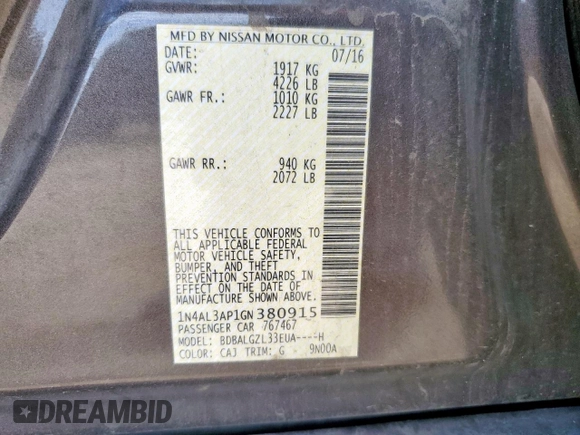 MFD BY NISSAN MOTOR CO., LTD.
DATE: 07/16
GVWR: 1917 KG
4226 LB
GAWR FR.: 1010 KG
2227 LB
GAWR RR.: 940 KG
2072 LB
THIS VEHICLE CONFORMS TO
ALL APPLICABLE FEDERAL
MOTOR VEHICLE SAFETY,
BUMPER, AND THEFT
PREVENTION STANDARDS IN
EFFECT ON THE DATE OF
MANUFACTURE SHOWN ABOVE.
1N4AL3AP1GN380915
PASSENGER CAR 767467
MODEL: BDBALGZL33EUA----H
COLOR: CAJ TRIM: G 9N00A
DREAMBID